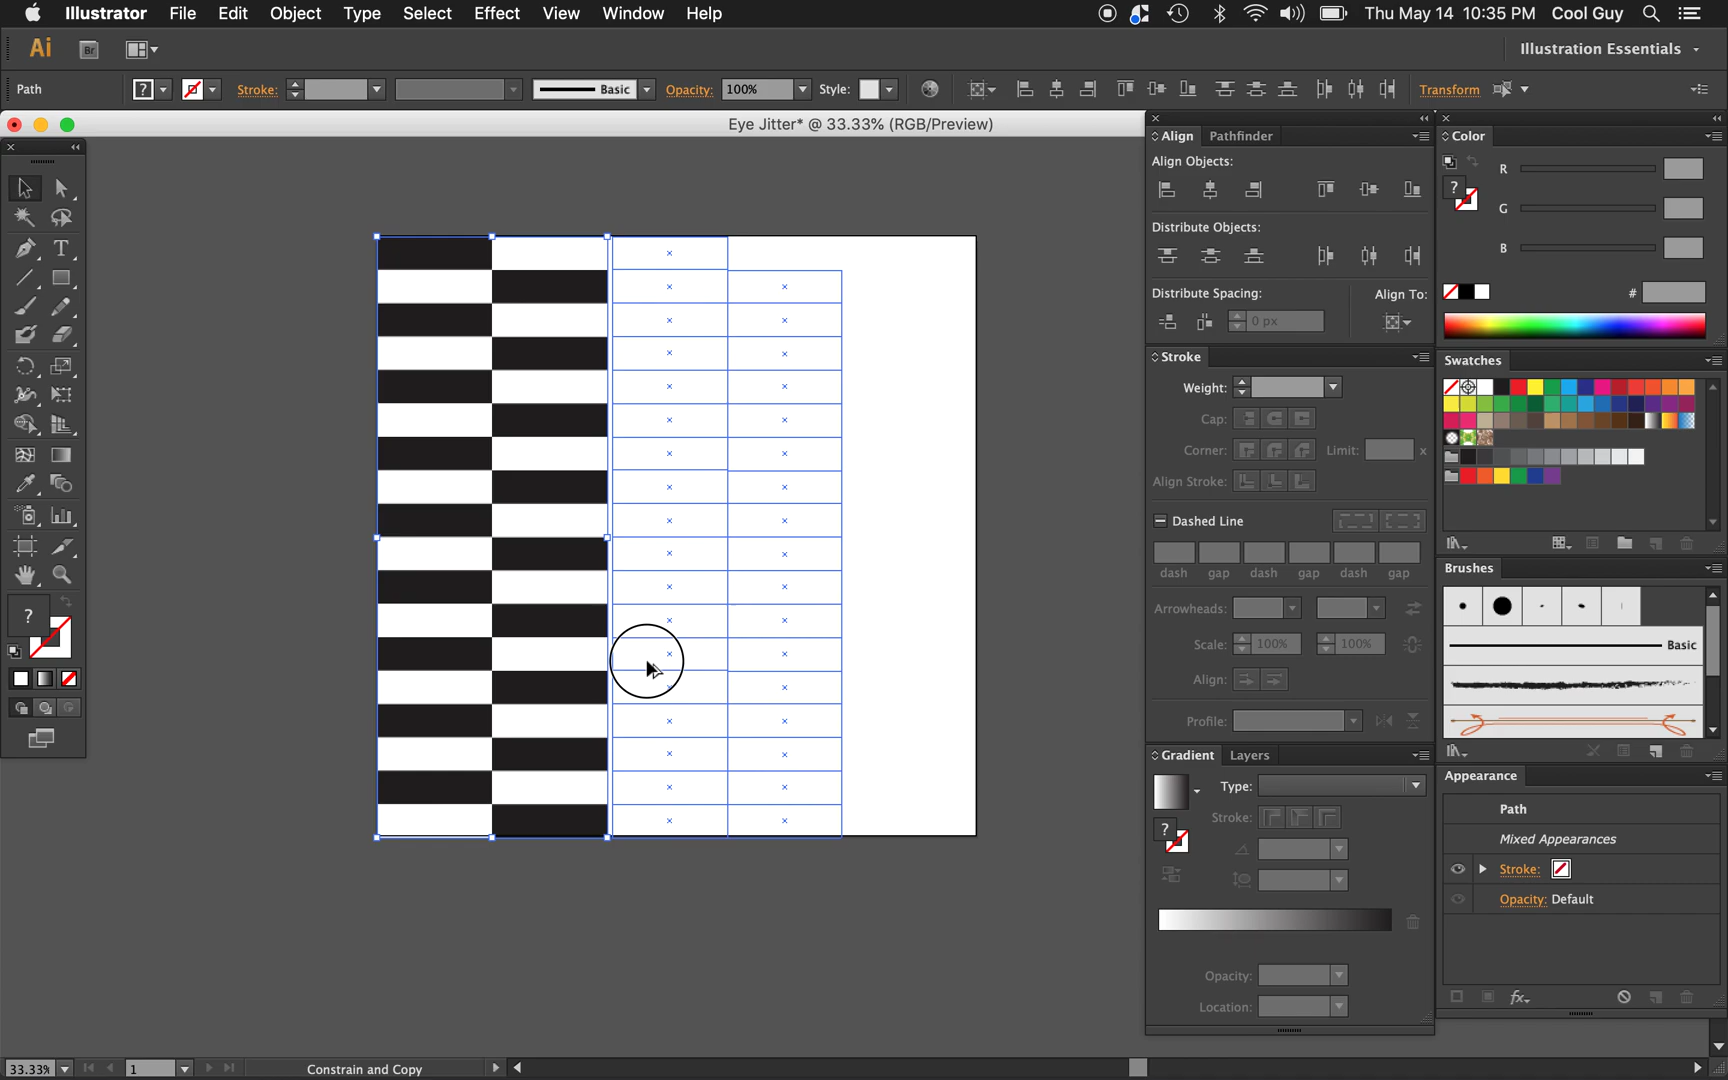 Illustrator File Edit Object Type Select Effect View Window Help Thu May 14 10:35 PM Cool Guy
Ai Br Illustration Essentials
Path ? Stroke: Basic Opacity: 100% Style: Transform
Eye Jitter* @ 33.33% (RGB/Preview)
Align Pathfinder
Align Objects:
Distribute Objects:
Distribute Spacing: Align To:
0 px
Stroke
Weight:
Cap:
Corner: Limit: x
Align Stroke:
Dashed Line
dash gap dash gap dash gap
Arrowheads:
Scale: 100% 100%
Align:
Profile:
Gradient Layers
Type:
Stroke:
?
Opacity:
Location:
Color
R
?
G
B
#
Swatches
Brushes
Basic
Appearance
Path
Mixed Appearances
Stroke:
Opacity: Default
fx
T
?
33.33% 1 Constrain and Copy